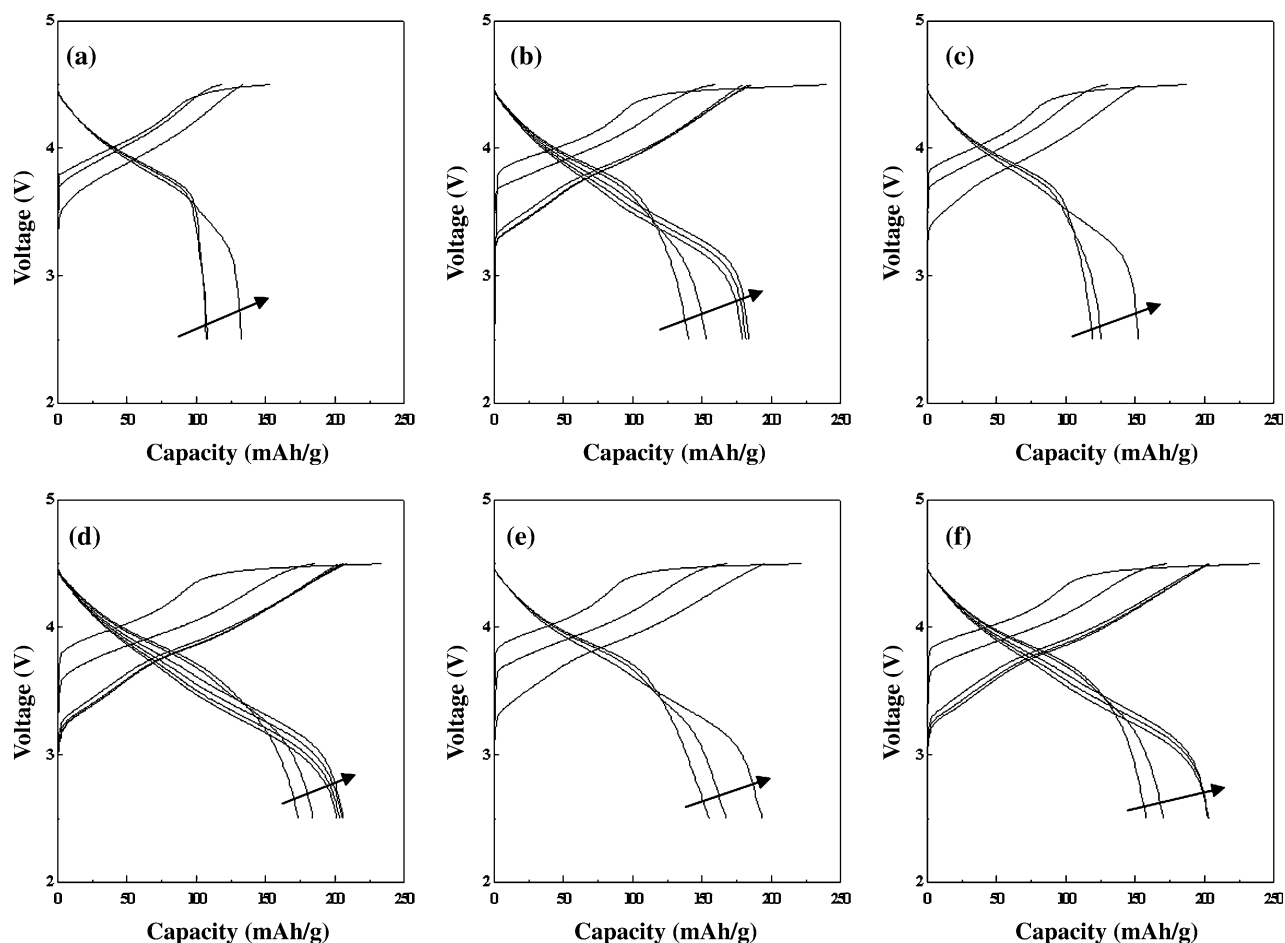 5 5 5
(a) (b) (c)
4 4 4
Voltage (V) Voltage (V) Voltage (V)
3 3 3
2 2 2
0 50 100 150 200 250 0 50 100 150 200 250 0 50 100 150 200 250
Capacity (mAh/g) Capacity (mAh/g) Capacity (mAh/g)
5 5 5
(d) (e) (f)
4 4 4
Voltage (V) Voltage (V) Voltage (V)
3 3 3
2 2 2
0 50 100 150 200 250 0 50 100 150 200 250 0 50 100 150 200 250
Capacity (mAh/g) Capacity (mAh/g) Capacity (mAh/g)